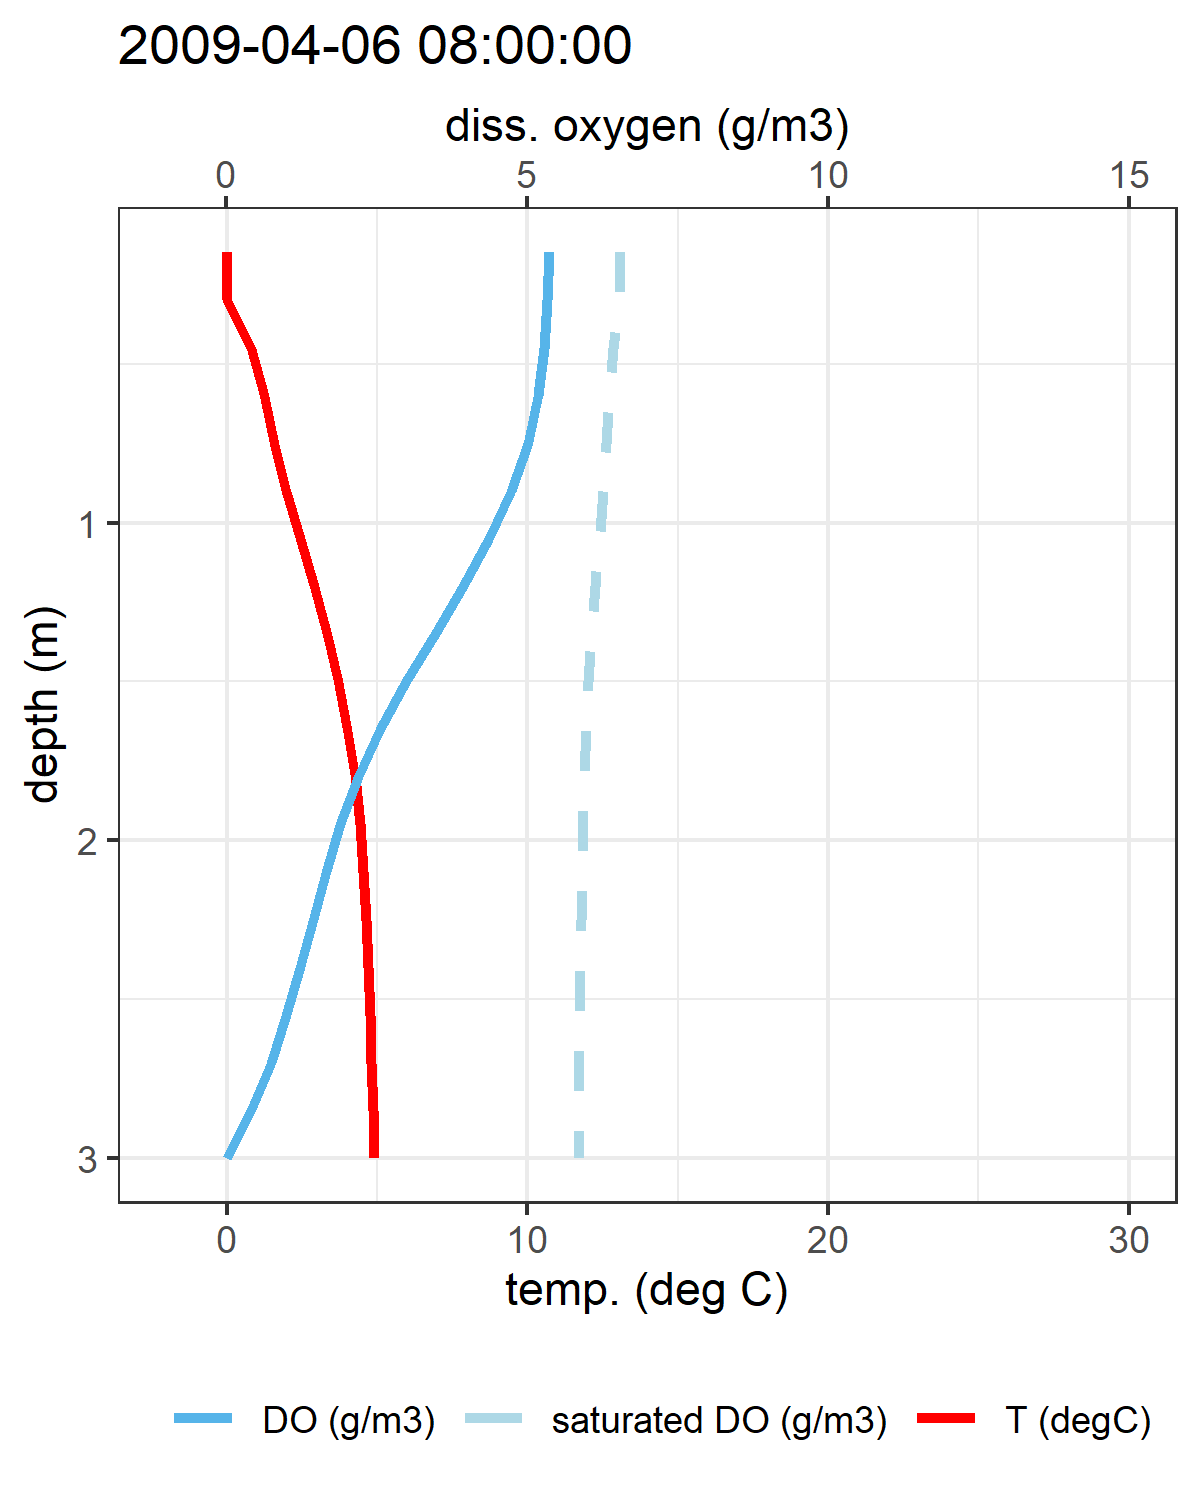 2009-04-06 08:00:00
diss. oxygen (g/m3)
0 5 10 15
depth (m)
1
2
3
0 10 20 30
temp. (deg C)
DO (g/m3) saturated DO (g/m3) T (degC)